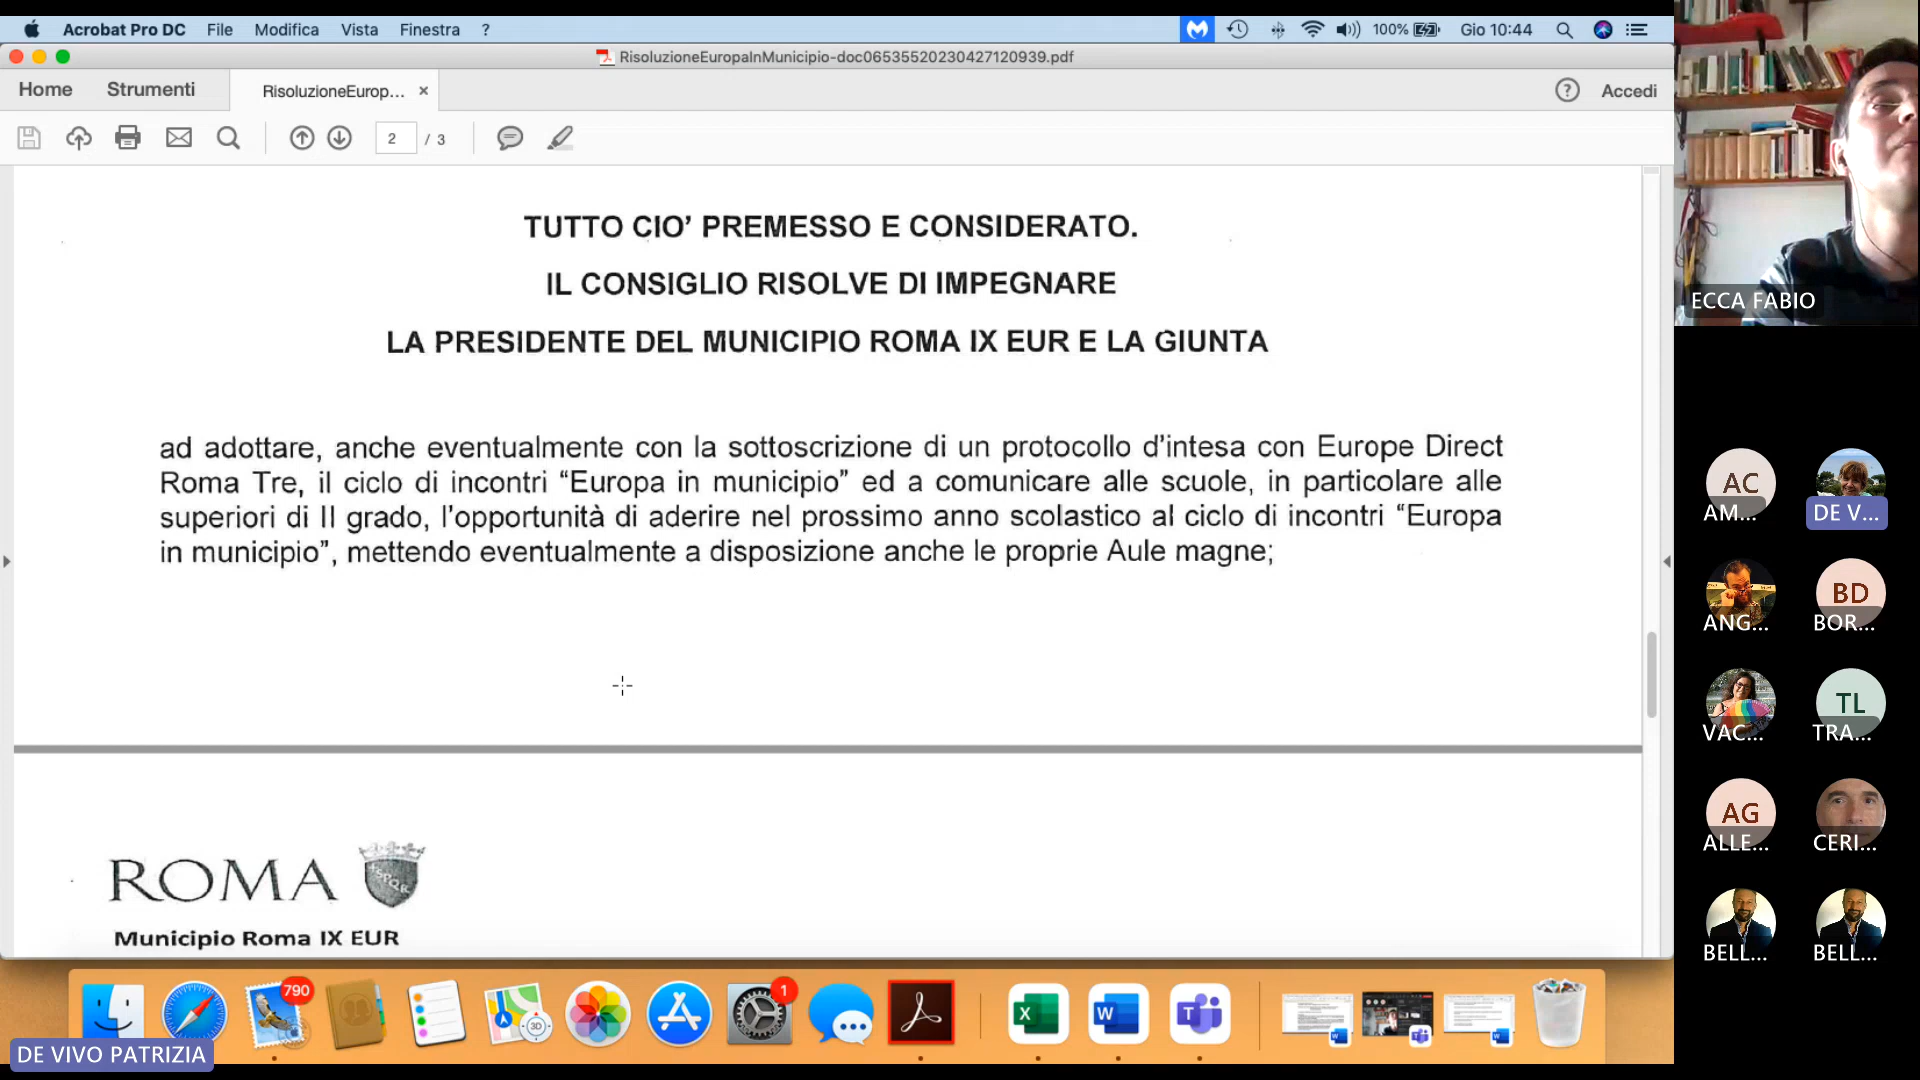 Acrobat Pro DC File Modifica Vista Finestra ? 100% Gio 10:44
RisoluzioneEuropaInMunicipio-doc06535520230427120939.pdf
Home Strumenti RisoluzioneEurop... × ? Accedi
2 / 3
TUTTO CIO’ PREMESSO E CONSIDERATO.
IL CONSIGLIO RISOLVE DI IMPEGNARE
LA PRESIDENTE DEL MUNICIPIO ROMA IX EUR E LA GIUNTA
ad adottare, anche eventualmente con la sottoscrizione di un protocollo d’intesa con Europe Direct
Roma Tre, il ciclo di incontri “Europa in municipio” ed a comunicare alle scuole, in particolare alle
superiori di II grado, l’opportunità di aderire nel prossimo anno scolastico al ciclo di incontri “Europa
in municipio”, mettendo eventualmente a disposizione anche le proprie Aule magne;
ROMA
SPQR
Municipio Roma IX EUR
790
3D
1
X
W
T
DE VIVO PATRIZIA
ECCA FABIO
AC
AM... DE V...
BD
ANG... BOR...
TL
VAC... TRA...
AG
ALLE... CERI...
BELL... BELL...